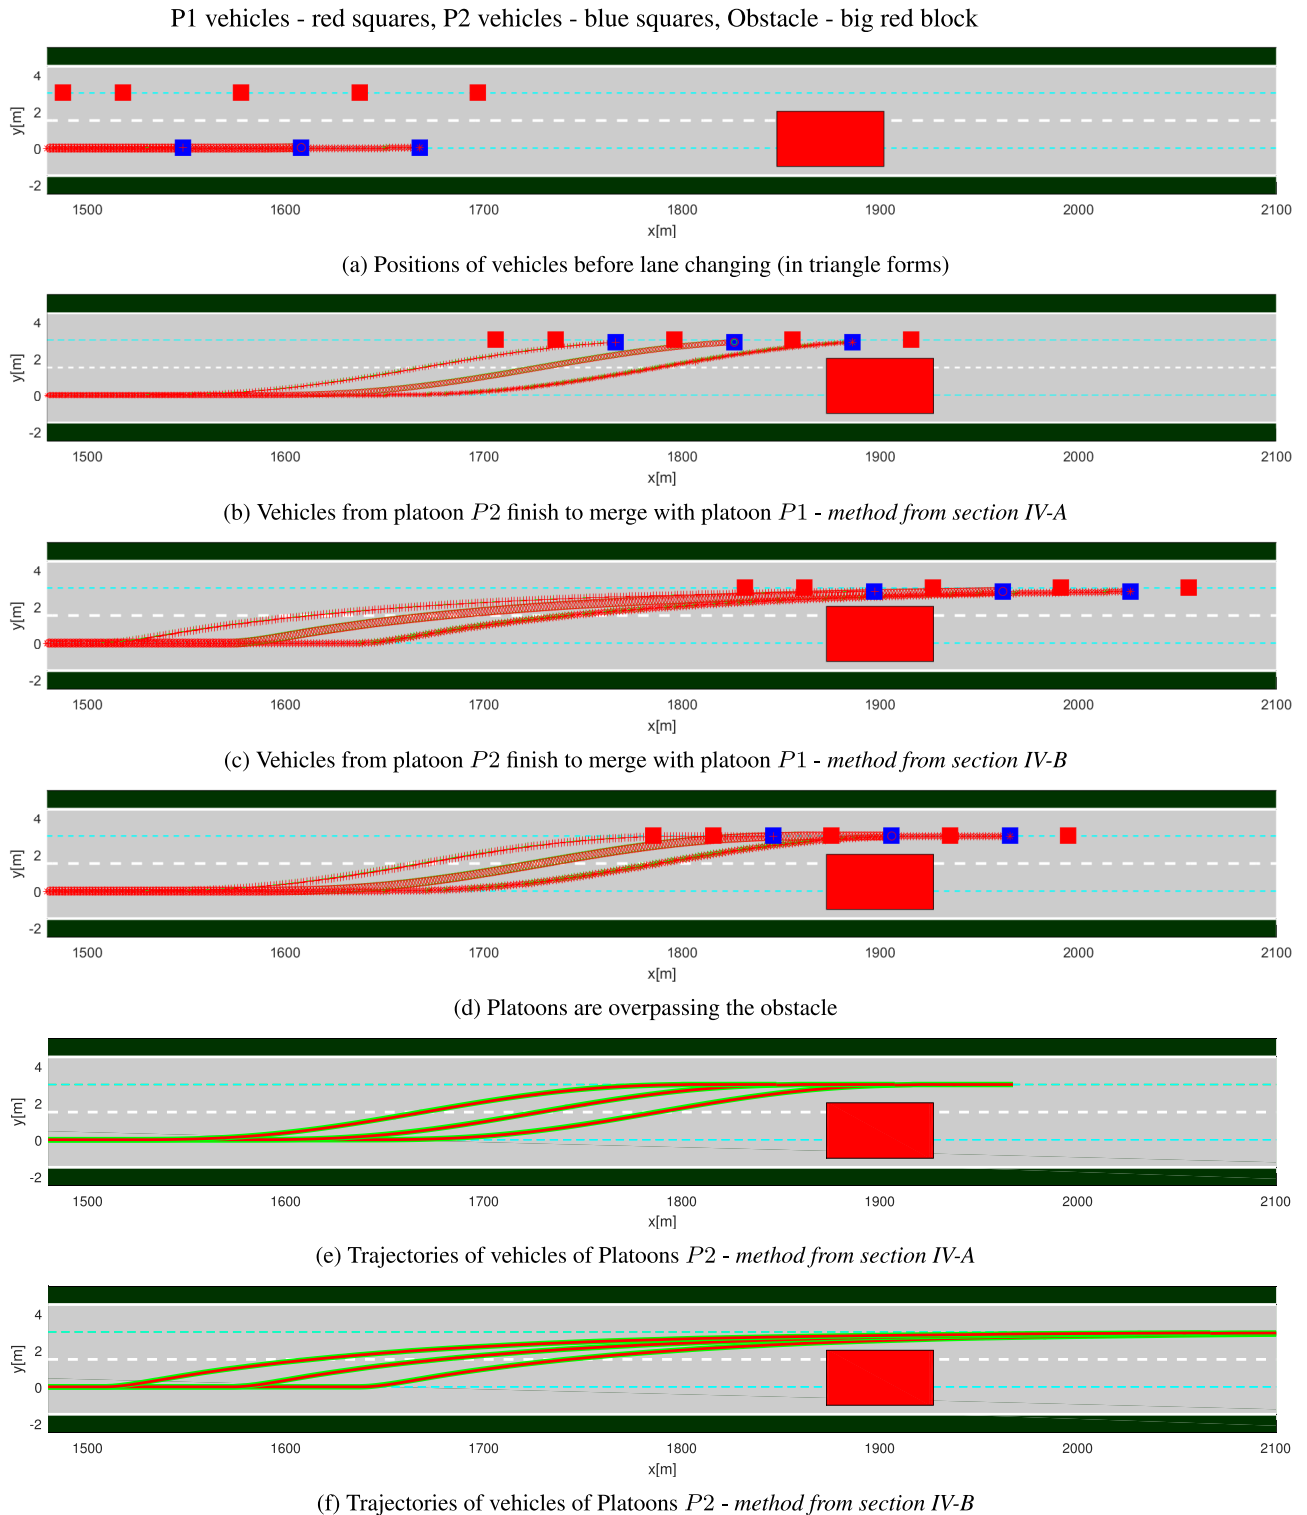 P1 vehicles - red squares, P2 vehicles - blue squares, Obstacle - big red block
4
2
0
-2
y[m]
1500 1600 1700 1800 1900 2000 2100
x[m]
(a) Positions of vehicles before lane changing (in triangle forms)
4
2
0
-2
y[m]
1500 1600 1700 1800 1900 2000 2100
x[m]
(b) Vehicles from platoon P2 finish to merge with platoon P1 - method from section IV-A
4
2
0
-2
y[m]
1500 1600 1700 1800 1900 2000 2100
x[m]
(c) Vehicles from platoon P2 finish to merge with platoon P1 - method from section IV-B
4
2
0
-2
y[m]
1500 1600 1700 1800 1900 2000 2100
x[m]
(d) Platoons are overpassing the obstacle
4
2
0
-2
y[m]
1500 1600 1700 1800 1900 2000 2100
x[m]
(e) Trajectories of vehicles of Platoons P2 - method from section IV-A
4
2
0
-2
y[m]
1500 1600 1700 1800 1900 2000 2100
x[m]
(f) Trajectories of vehicles of Platoons P2 - method from section IV-B